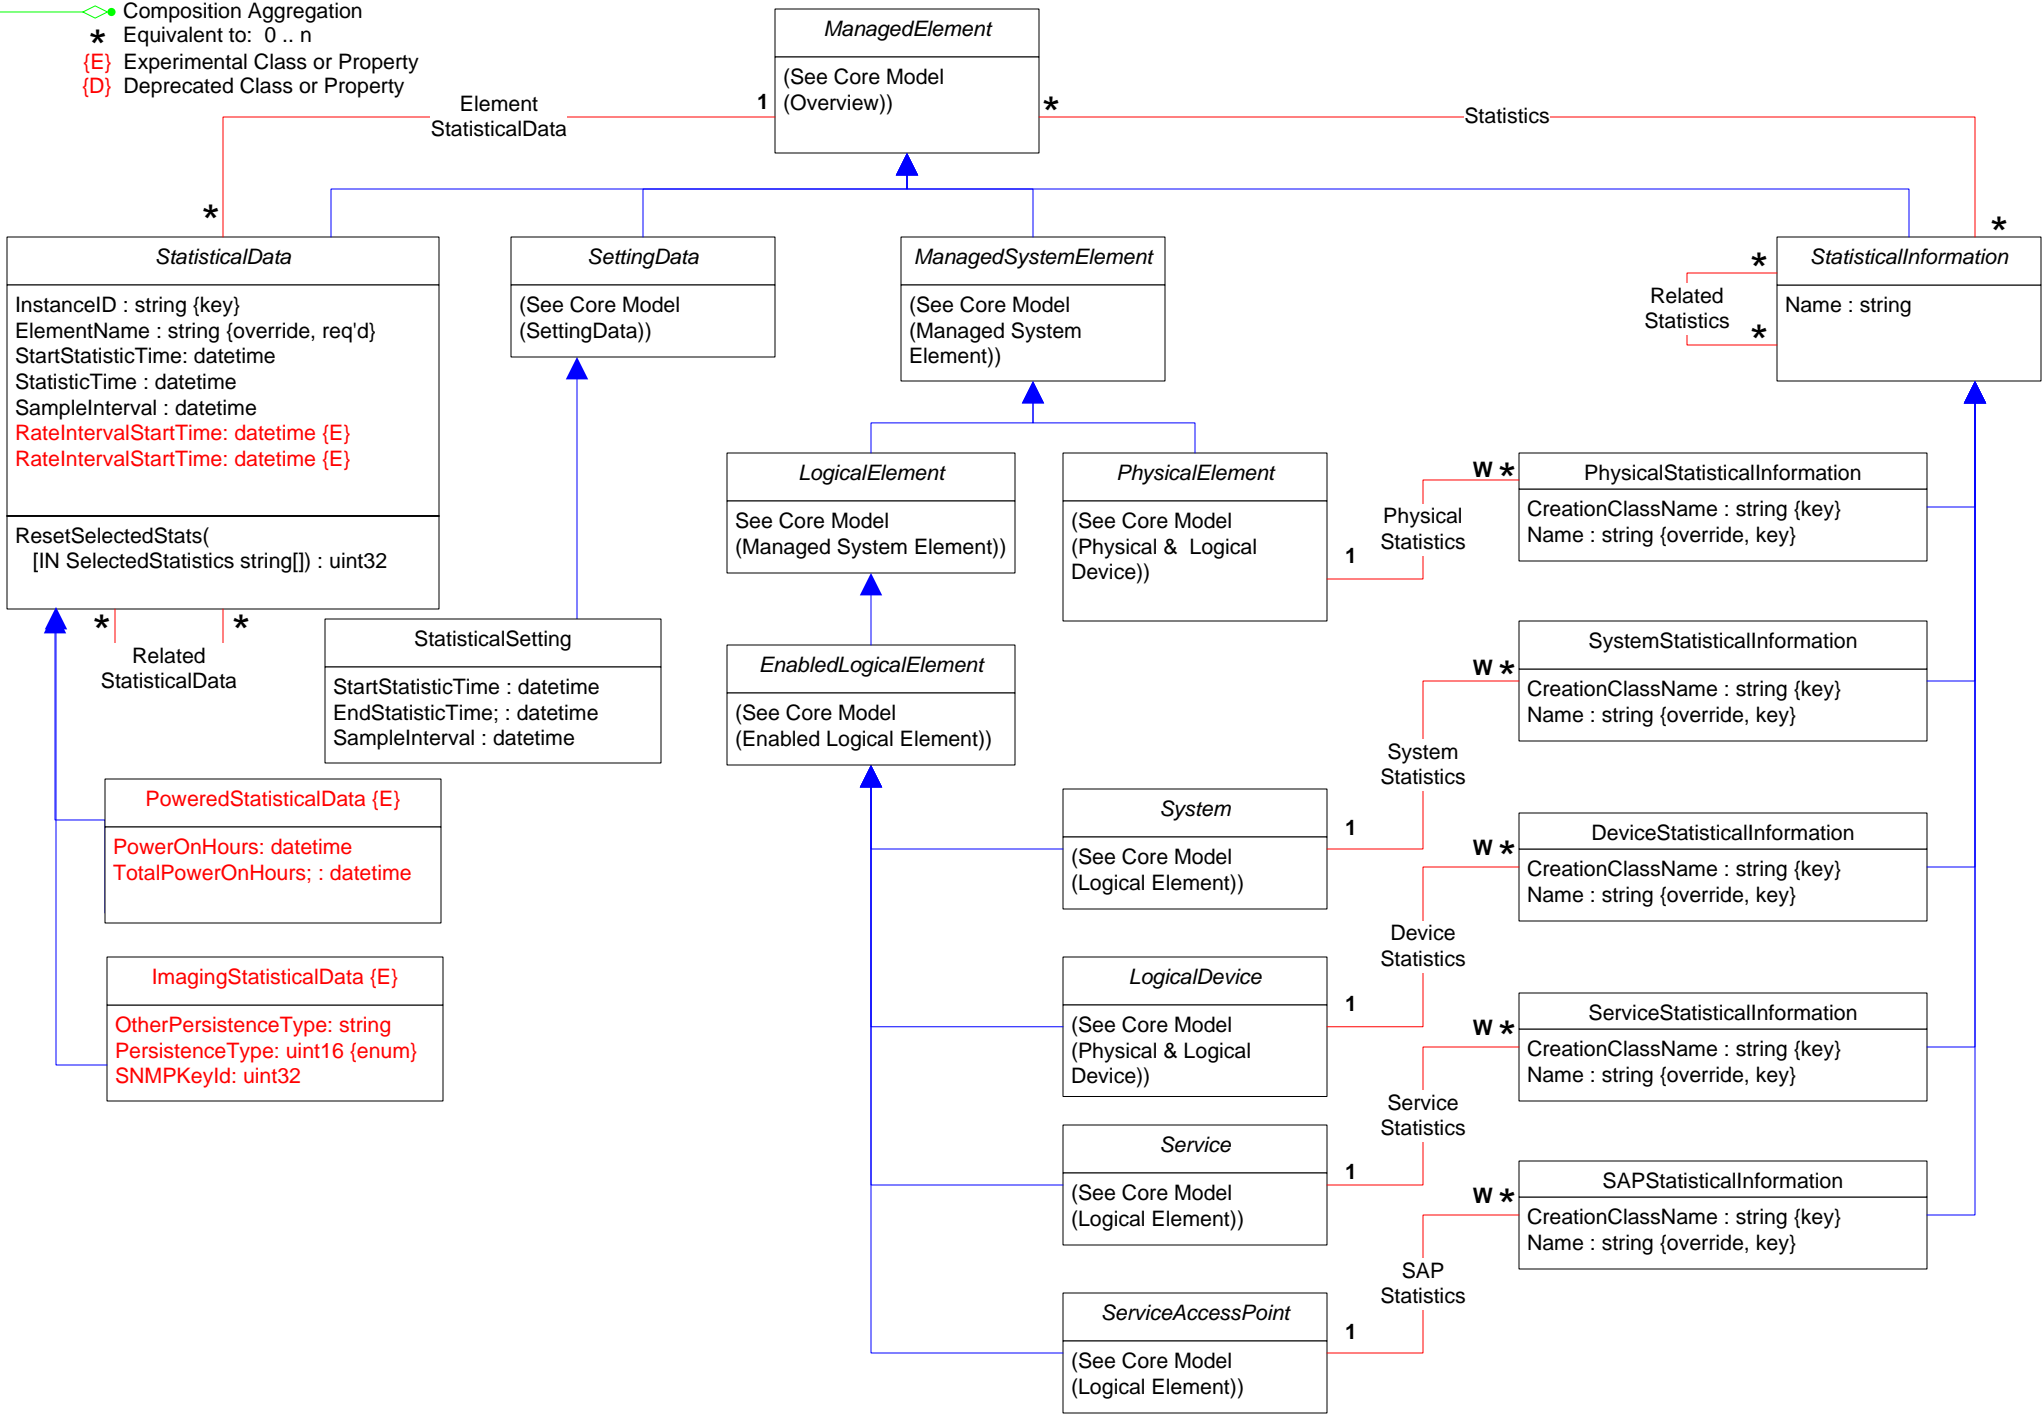 Composition Aggregation
* Equivalent to: 0 .. n
{E} Experimental Class or Property
{D} Deprecated Class or Property
ManagedElement
(See Core Model
(Overview))
Element
StatisticalData
1
*
Statistics
*
*
StatisticalData
InstanceID : string {key}
ElementName : string {override, req'd}
StartStatisticTime: datetime
StatisticTime : datetime
SampleInterval : datetime
RateIntervalStartTime: datetime {E}
RateIntervalStartTime: datetime {E}
ResetSelectedStats(
[IN SelectedStatistics string[]) : uint32
*
*
Related
StatisticalData
SettingData
(See Core Model
(SettingData))
ManagedSystemElement
(See Core Model
(Managed System
Element))
StatisticalInformation
Name : string
*
Related
Statistics
*
LogicalElement
See Core Model
(Managed System Element))
PhysicalElement
(See Core Model
(Physical & Logical
Device))
1
Physical
Statistics
W *
PhysicalStatisticalInformation
CreationClassName : string {key}
Name : string {override, key}
StatisticalSetting
StartStatisticTime : datetime
EndStatisticTime; : datetime
SampleInterval : datetime
EnabledLogicalElement
(See Core Model
(Enabled Logical Element))
W *
SystemStatisticalInformation
CreationClassName : string {key}
Name : string {override, key}
System
Statistics
PoweredStatisticalData {E}
PowerOnHours: datetime
TotalPowerOnHours; : datetime
System
(See Core Model
(Logical Element))
1
W *
DeviceStatisticalInformation
CreationClassName : string {key}
Name : string {override, key}
Device
Statistics
ImagingStatisticalData {E}
OtherPersistenceType: string
PersistenceType: uint16 {enum}
SNMPKeyId: uint32
LogicalDevice
(See Core Model
(Physical & Logical
Device))
1
W *
ServiceStatisticalInformation
CreationClassName : string {key}
Name : string {override, key}
Service
Statistics
Service
(See Core Model
(Logical Element))
1
W *
SAPStatisticalInformation
CreationClassName : string {key}
Name : string {override, key}
SAP
Statistics
ServiceAccessPoint
(See Core Model
(Logical Element))
1